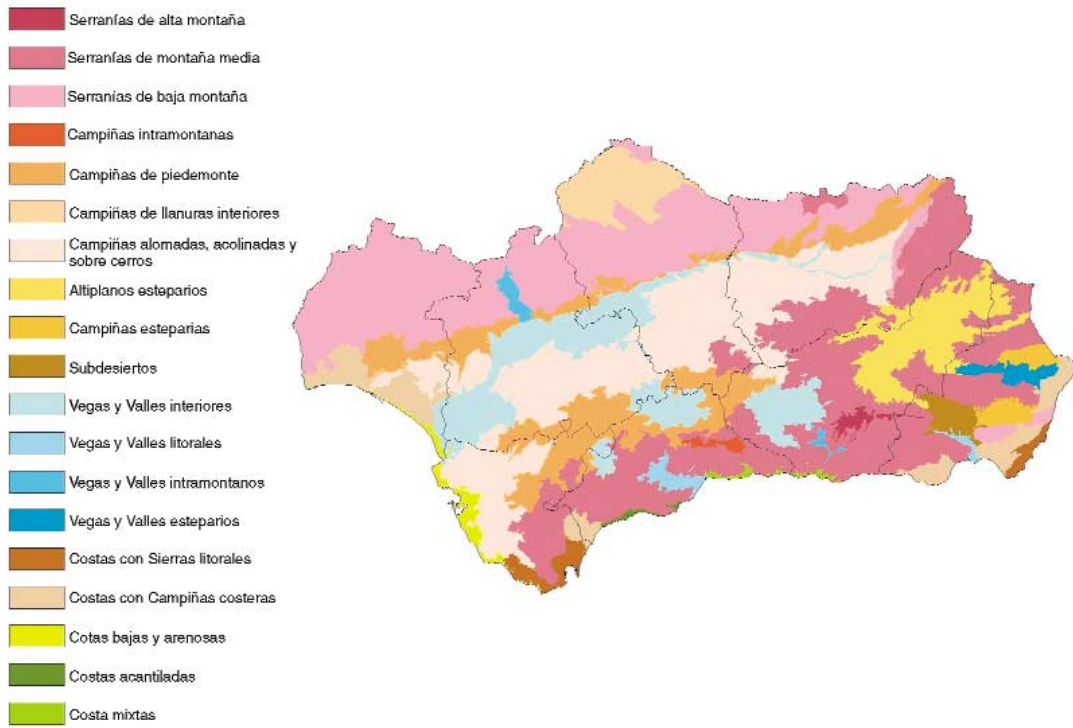 Serranías de alta montaña
Serranías de montaña media
Serranías de baja montaña
Campiñas intramontanas
Campiñas de piedemonte
Campiñas de llanuras interiores
Campiñas alomadas, acolinadas y
sobre cerros
Altiplanos esteparios
Campiñas esteparias
Subdesiertos
Vegas y Valles interiores
Vegas y Valles litorales
Vegas y Valles intramontanos
Vegas y Valles esteparios
Costas con Sierras litorales
Costas con Campiñas costeras
Cotas bajas y arenosas
Costas acantiladas
Costa mixtas